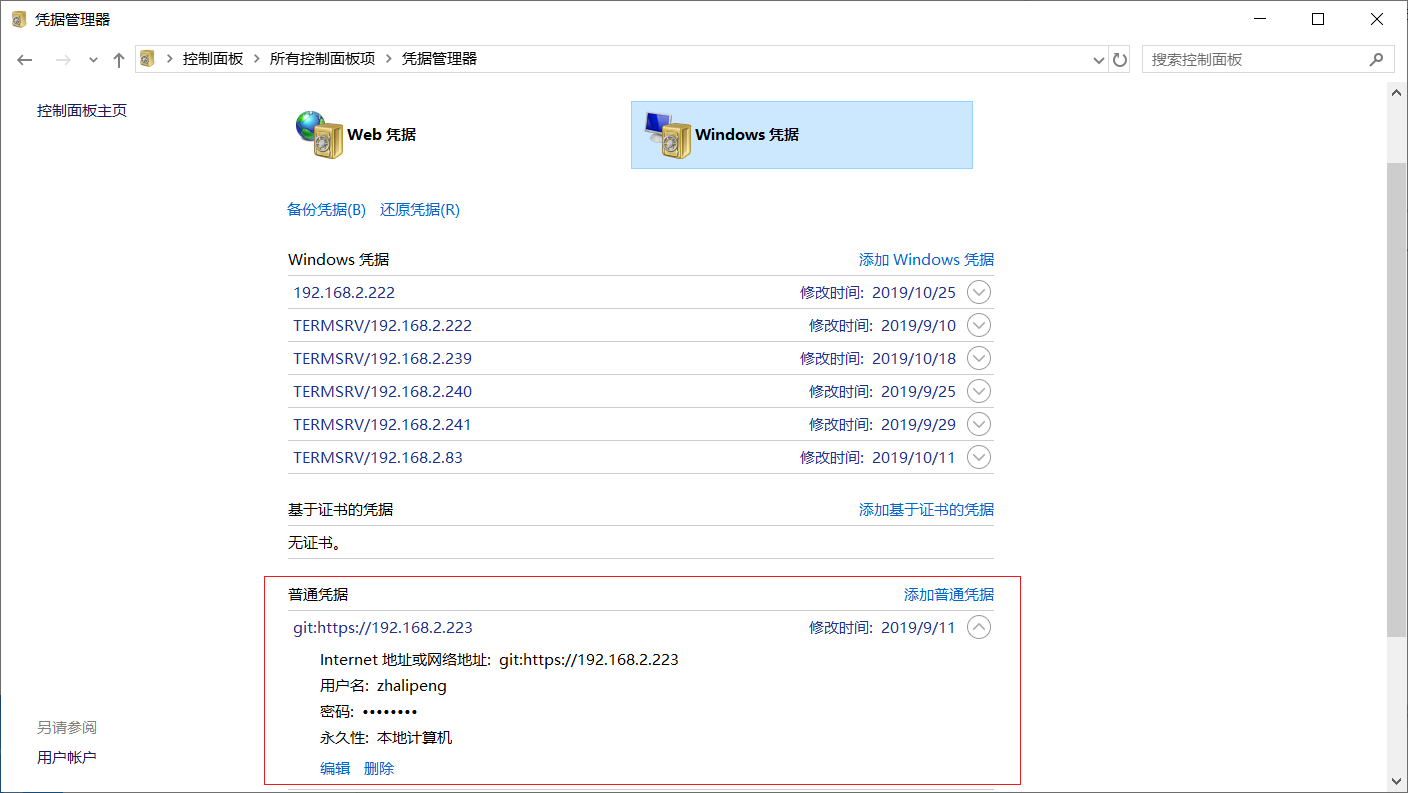 凭据管理器
控制面板 > 所有控制面板项 > 凭据管理器
搜索控制面板
控制面板主页
Web 凭据
Windows 凭据
备份凭据(B) 还原凭据(R)
Windows 凭据 添加 Windows 凭据
192.168.2.222 修改时间: 2019/10/25
TERMSRV/192.168.2.222 修改时间: 2019/9/10
TERMSRV/192.168.2.239 修改时间: 2019/10/18
TERMSRV/192.168.2.240 修改时间: 2019/9/25
TERMSRV/192.168.2.241 修改时间: 2019/9/29
TERMSRV/192.168.2.83 修改时间: 2019/10/11
基于证书的凭据 添加基于证书的凭据
无证书。
普通凭据 添加普通凭据
git:https://192.168.2.223 修改时间: 2019/9/11
Internet 地址或网络地址: git:https://192.168.2.223
用户名: zhalipeng
密码: ••••••••
永久性: 本地计算机
编辑 删除
另请参阅
用户帐户